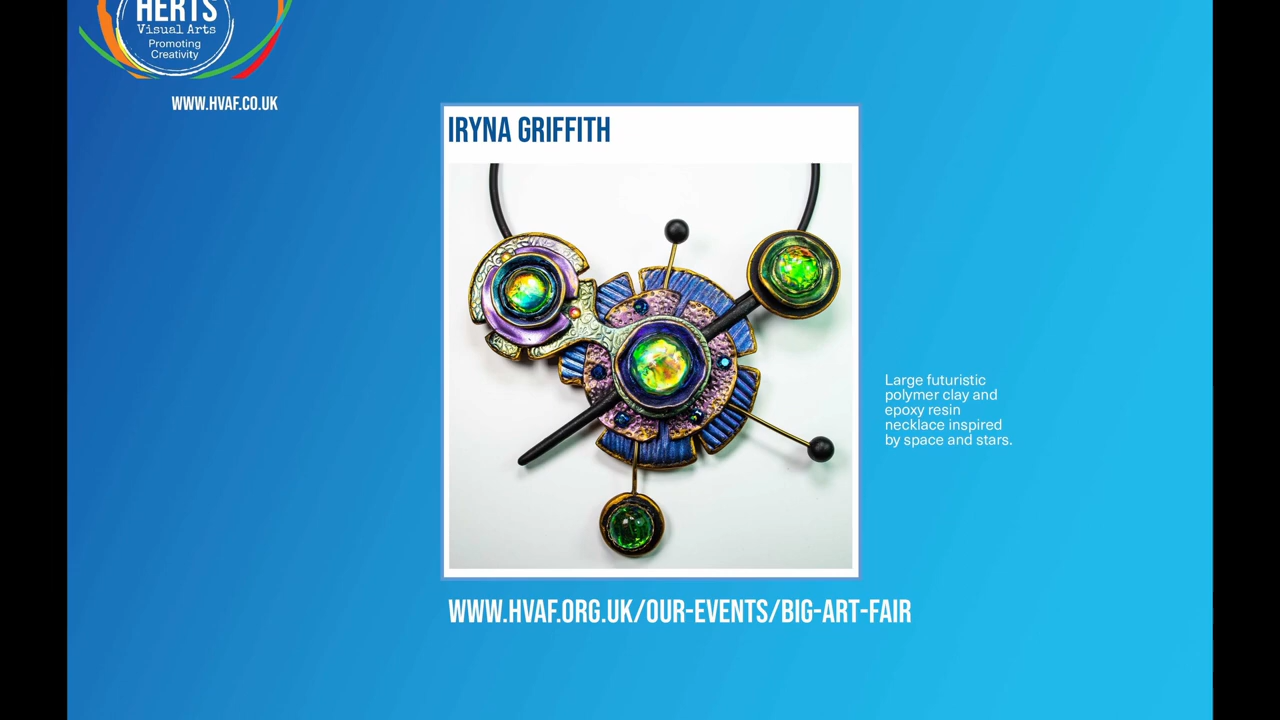 HERTS
Visual Arts
Promoting
Creativity
WWW.HVAF.CO.UK
IRYNA GRIFFITH
Large futuristic
polymer clay and
epoxy resin
necklace inspired
by space and stars.
WWW.HVAF.ORG.UK/OUR-EVENTS/BIG-ART-FAIR